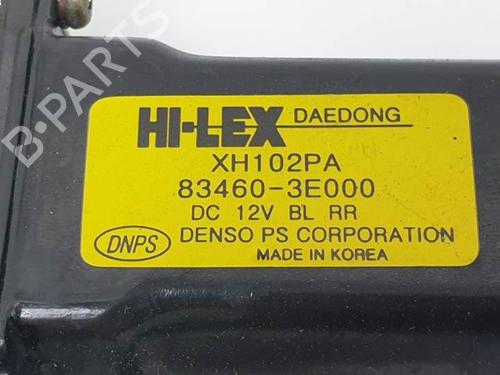 HI-LEX DAEDONG
XH102PA
83460-3E000
DC 12V BL RR
DNPS DENSO PS CORPORATION
MADE IN KOREA
B-PARTS